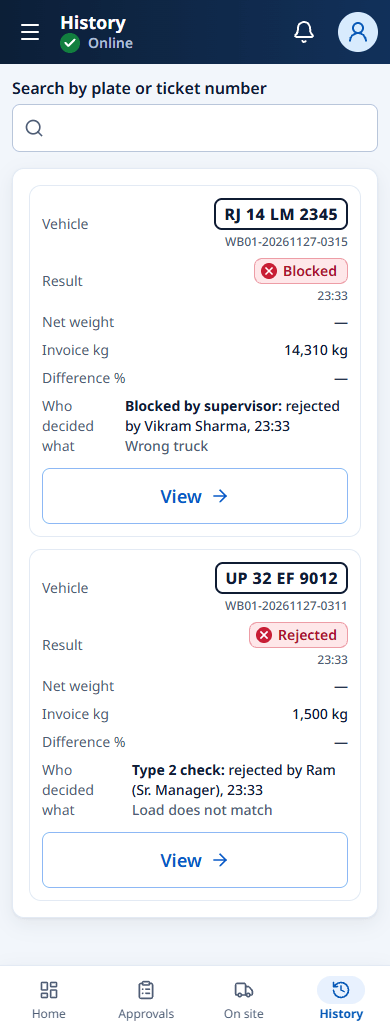 History
Online
Search by plate or ticket number
Vehicle
RJ 14 LM 2345
WB01-20261127-0315
Result
Blocked
23:33
Net weight —
Invoice kg 14,310 kg
Difference % —
Who decided what
Blocked by supervisor: rejected
by Vikram Sharma, 23:33
Wrong truck
View
Vehicle
UP 32 EF 9012
WB01-20261127-0311
Result
Rejected
23:33
Net weight —
Invoice kg 1,500 kg
Difference % —
Who decided what
Type 2 check: rejected by Ram
(Sr. Manager), 23:33
Load does not match
View
Home
Approvals
On site
History